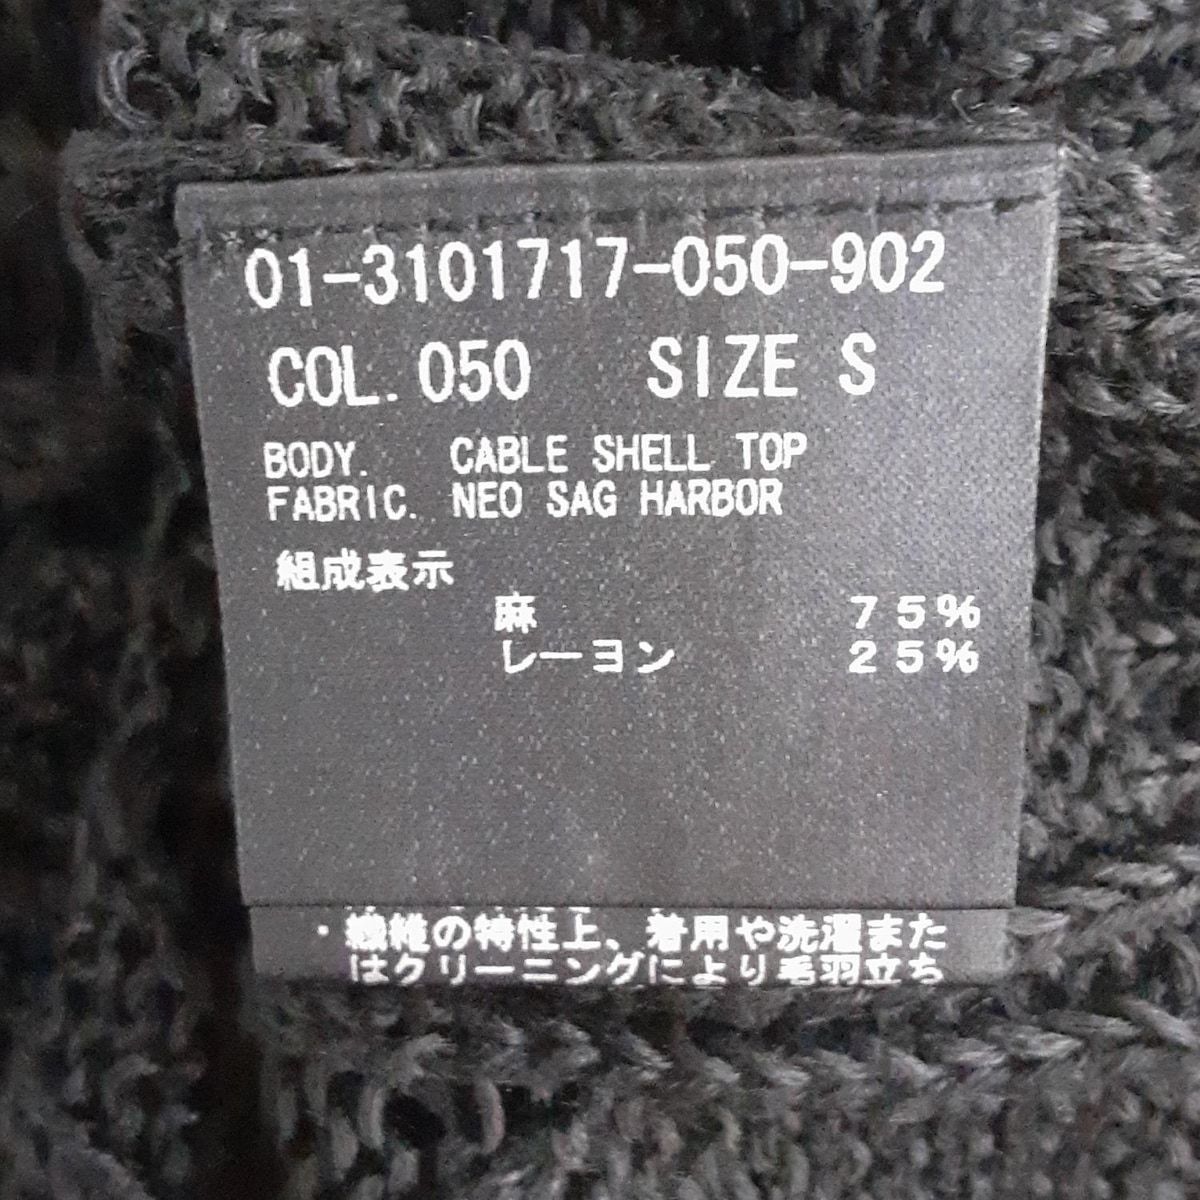 01-3101717-050-902
COL. 050 SIZE S
BODY. CABLE SHELL TOP
FABRIC. NEO SAG HARBOR
組成表示
麻 75%
レーヨン 25%
・繊維の特性上、着用や洗濯また
はクリーニングにより毛羽立ち